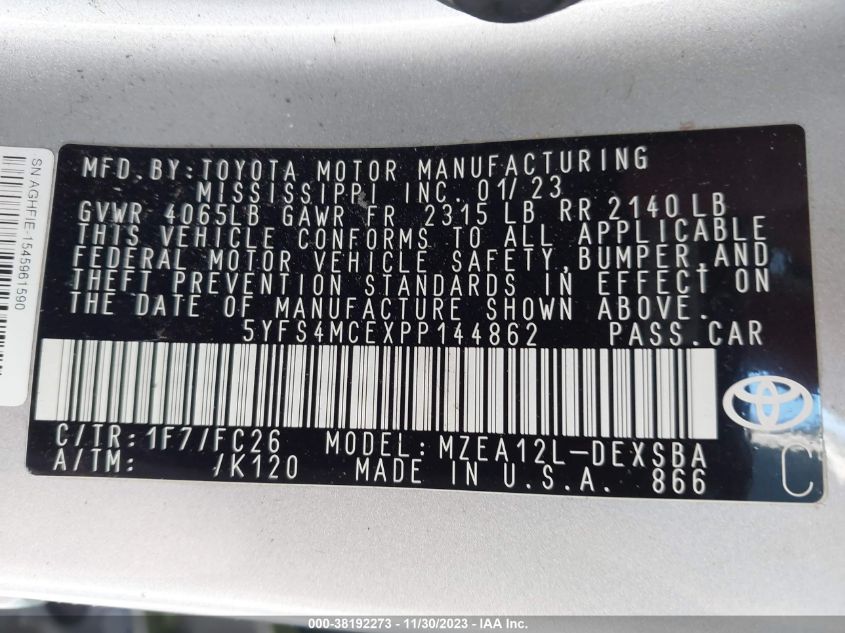 MFD. BY: TOYOTA MOTOR MANUFACTURING
MISSISSIPPI INC. 01/23
GVWR 4065LB GAWR FR 2315 LB RR 2140 LB
THIS VEHICLE CONFORMS TO ALL APPLICABLE
FEDERAL MOTOR VEHICLE SAFETY, BUMPER, AND
THEFT PREVENTION STANDARDS IN EFFECT ON
THE DATE OF MANUFACTURE SHOWN ABOVE.
5YFS4MCEXPP144862 PASS. CAR
C/TR: 1F7/FC26 MODEL: MZEA12L-DEXSBA
A/TM: /K120 MADE IN U.S.A. 866
C
SN AGHFIE-1545961590
000-38192273 - 11/30/2023 - IAA Inc.